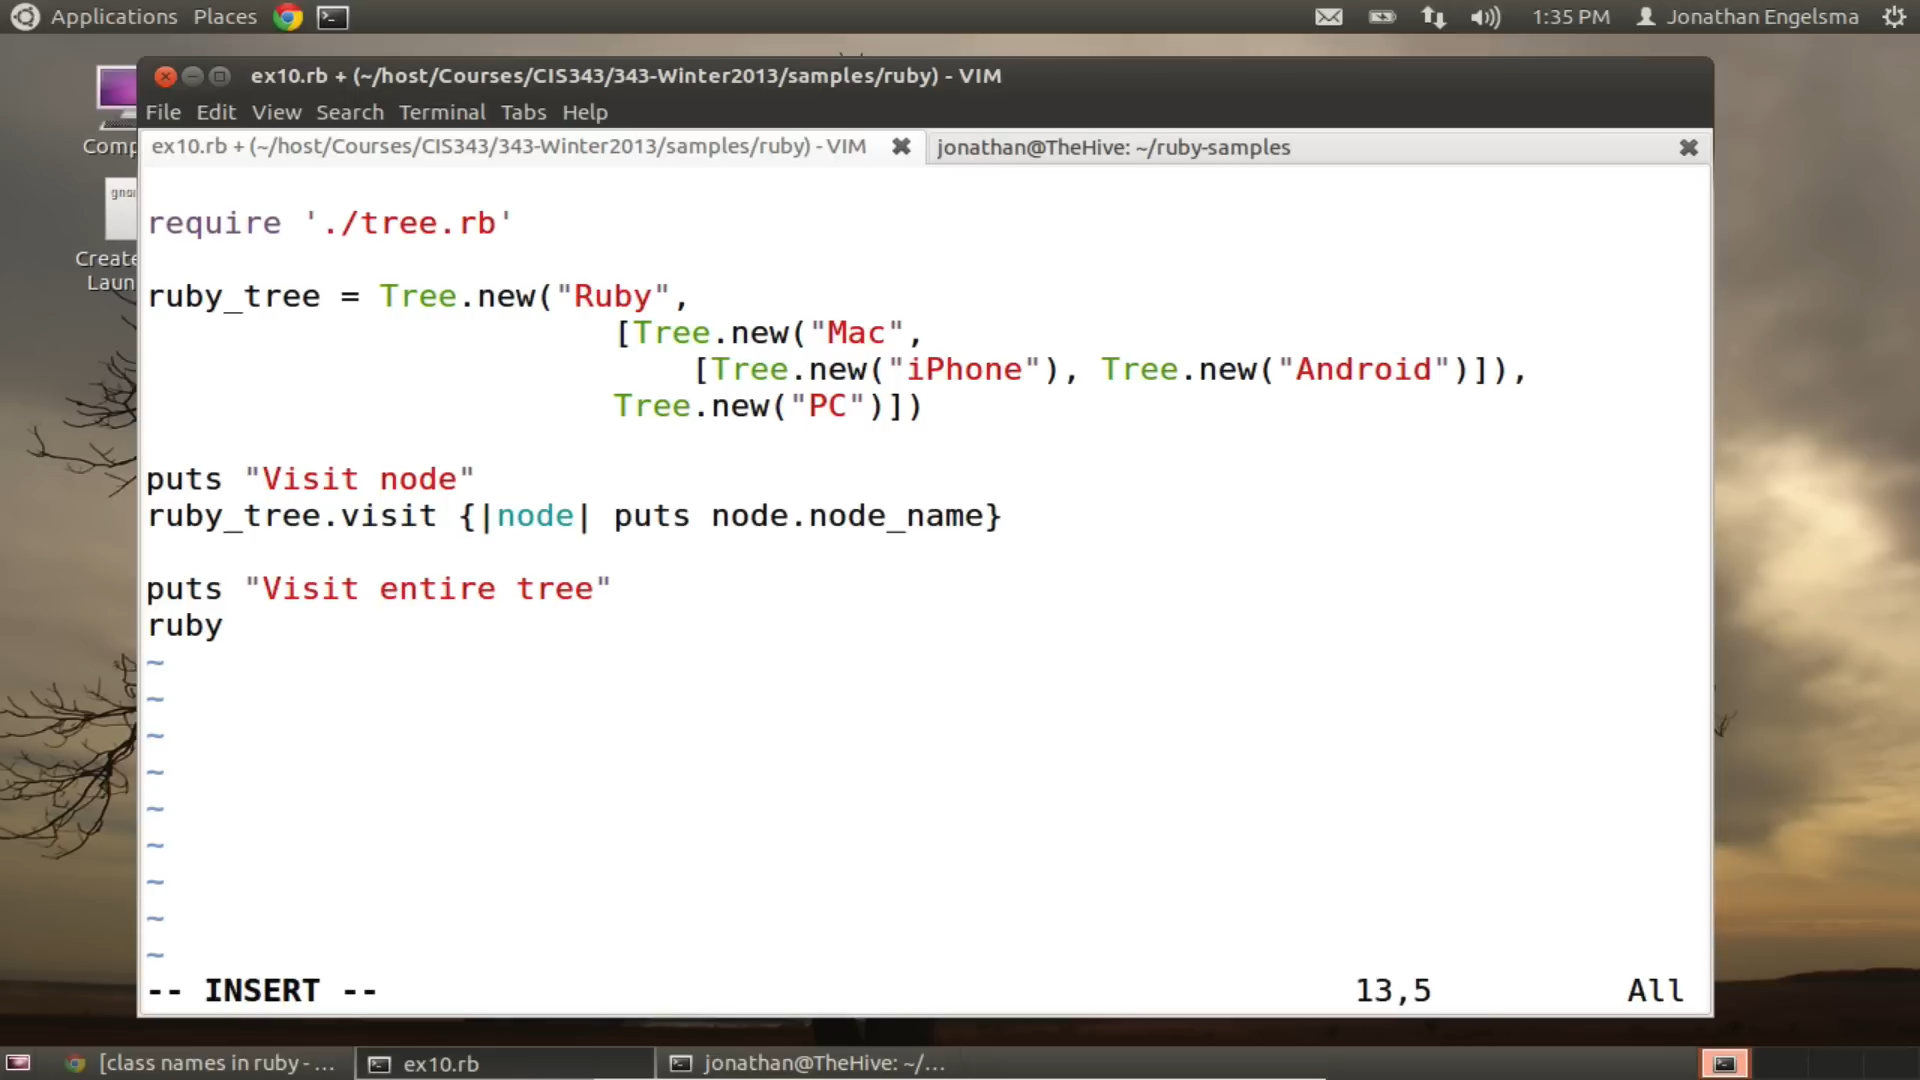 Applications Places 1:35 PM Jonathan Engelsma
ex10.rb + (~/host/Courses/CIS343/343-Winter2013/samples/ruby) - VIM
File Edit View Search Terminal Tabs Help
ex10.rb + (~/host/Courses/CIS343/343-Winter2013/samples/ruby) - VIM jonathan@TheHive: ~/ruby-samples
Comp
gno
Create
Laun
require './tree.rb'
ruby_tree = Tree.new("Ruby",
[Tree.new("Mac",
[Tree.new("iPhone"), Tree.new("Android")]),
Tree.new("PC")])
puts "Visit node"
ruby_tree.visit {|node| puts node.node_name}
puts "Visit entire tree"
ruby
~
~
~
~
~
~
~
~
~
-- INSERT -- 13,5 All
[class names in ruby - ... ex10.rb jonathan@TheHive: ~/...